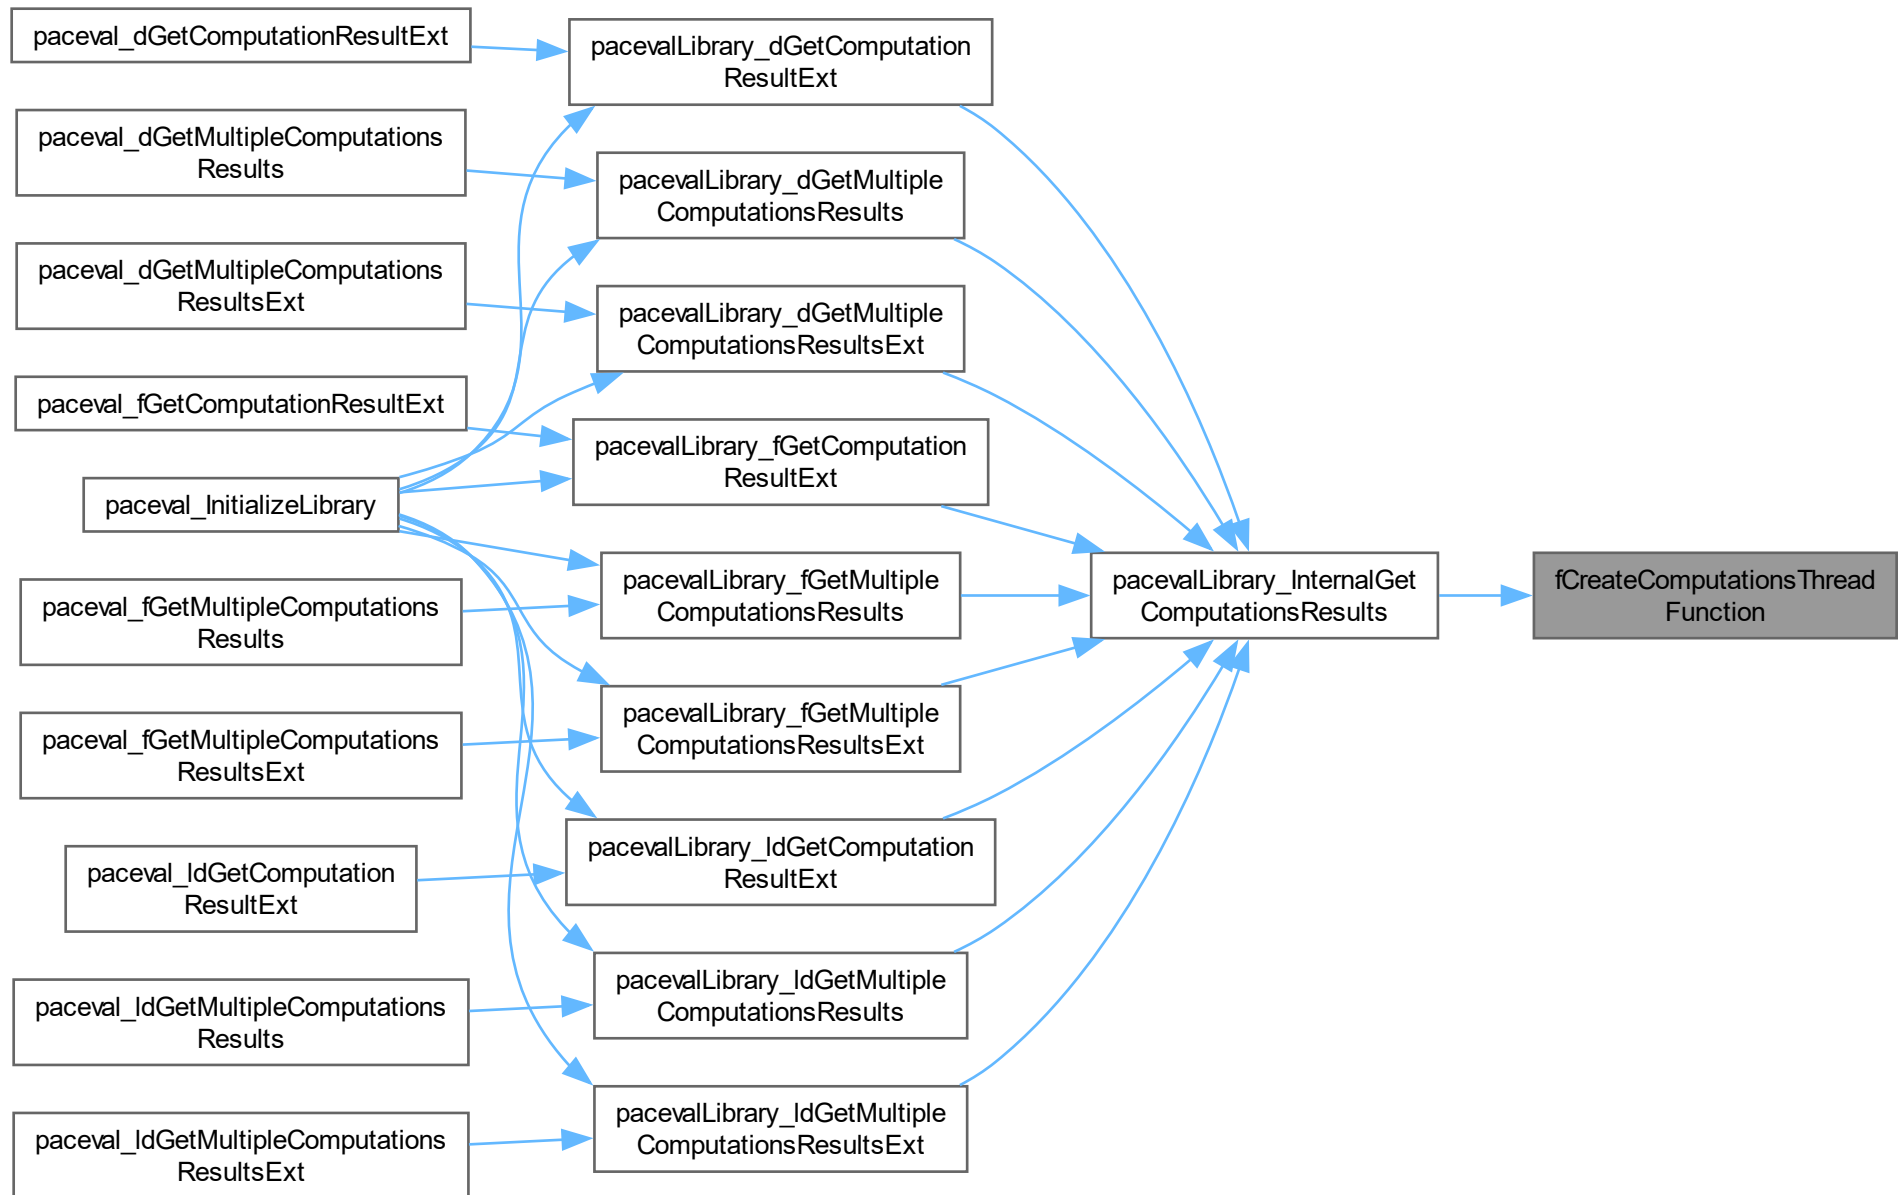 paceval_dGetComputationResultExt
paceval_dGetMultipleComputations
Results
paceval_dGetMultipleComputations
ResultsExt
paceval_fGetComputationResultExt
paceval_InitializeLibrary
paceval_fGetMultipleComputations
Results
paceval_fGetMultipleComputations
ResultsExt
paceval_ldGetComputation
ResultExt
paceval_ldGetMultipleComputations
Results
paceval_ldGetMultipleComputations
ResultsExt
pacevalLibrary_dGetComputation
ResultExt
pacevalLibrary_dGetMultiple
ComputationsResults
pacevalLibrary_dGetMultiple
ComputationsResultsExt
pacevalLibrary_fGetComputation
ResultExt
pacevalLibrary_fGetMultiple
ComputationsResults
pacevalLibrary_fGetMultiple
ComputationsResultsExt
pacevalLibrary_ldGetComputation
ResultExt
pacevalLibrary_ldGetMultiple
ComputationsResults
pacevalLibrary_ldGetMultiple
ComputationsResultsExt
pacevalLibrary_InternalGet
ComputationsResults
fCreateComputationsThread
Function